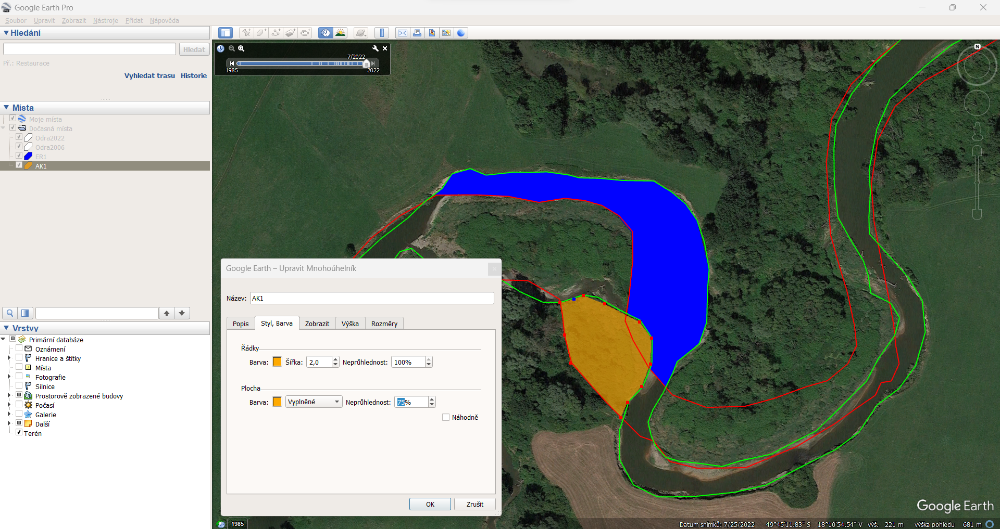 Google Earth Pro
Soubor Upravit Zobrazit Nástroje Přidat Nápověda
Hledání
Hledat
Př.: Restaurace
Vyhledat trasu Historie
Místa
Moje místa
Dočasná místa
Odra2022
Odra2006
ER1
AK1
Vrstvy
Primární databáze
Oznámení
Hranice a štítky
Místa
Fotografie
Silnice
Prostorově zobrazené budovy
Počasí
Galerie
Další
Terén
7/2022
1985 2022
N
Google Earth – Upravit Mnohoúhelník
Název: AK1
Popis Styl, Barva Zobrazit Výška Rozměry
Řádky
Barva: Šířka: 2,0 Neprůhlednost: 100%
Plocha
Barva: Vyplněné Neprůhlednost: 75%
Náhodně
OK Zrušit
Google Earth
1985
Datum snímků: 7/25/2022 49°45'11.83" S 18°10'54.54" V výš. 221 m výška pohledu 681 m